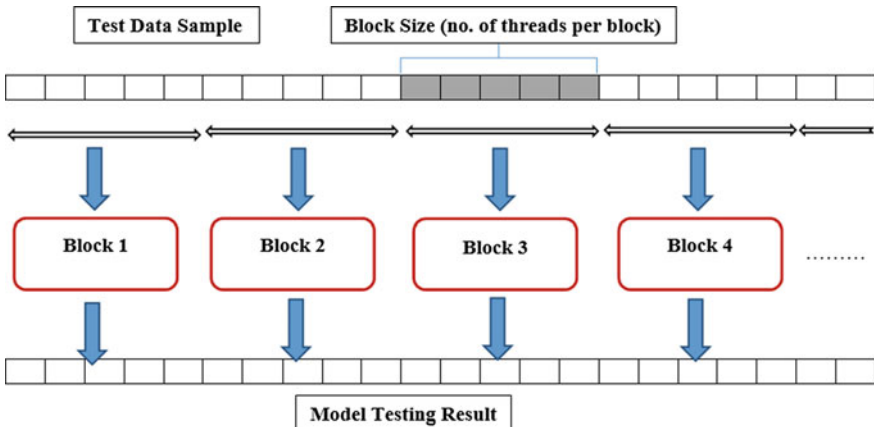 Test Data Sample
Block Size (no. of threads per block)
Block 1
Block 2
Block 3
Block 4
.........
Model Testing Result